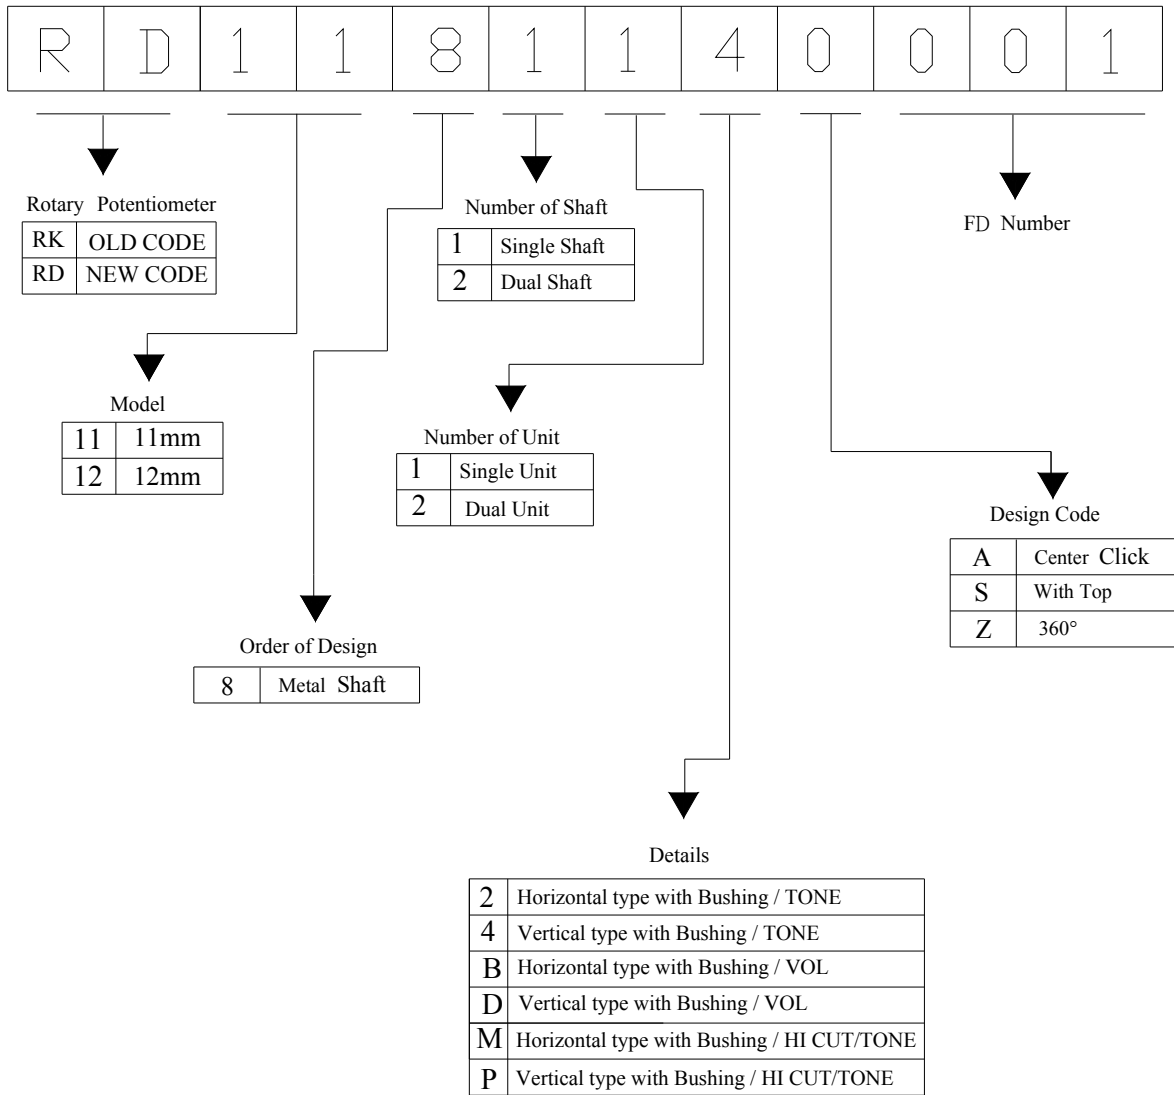 R D 1 1 8 1 1 4 0 0 0 1
Rotary Potentiometer
RK OLD CODE
RD NEW CODE
Number of Shaft
1 Single Shaft
2 Dual Shaft
FD Number
Model
11 11mm
12 12mm
Number of Unit
1 Single Unit
2 Dual Unit
Design Code
A Center Click
S With Top
Z 360°
Order of Design
8 Metal Shaft
Details
2 Horizontal type with Bushing / TONE
4 Vertical type with Bushing / TONE
B Horizontal type with Bushing / VOL
D Vertical type with Bushing / VOL
M Horizontal type with Bushing / HI CUT/TONE
P Vertical type with Bushing / HI CUT/TONE